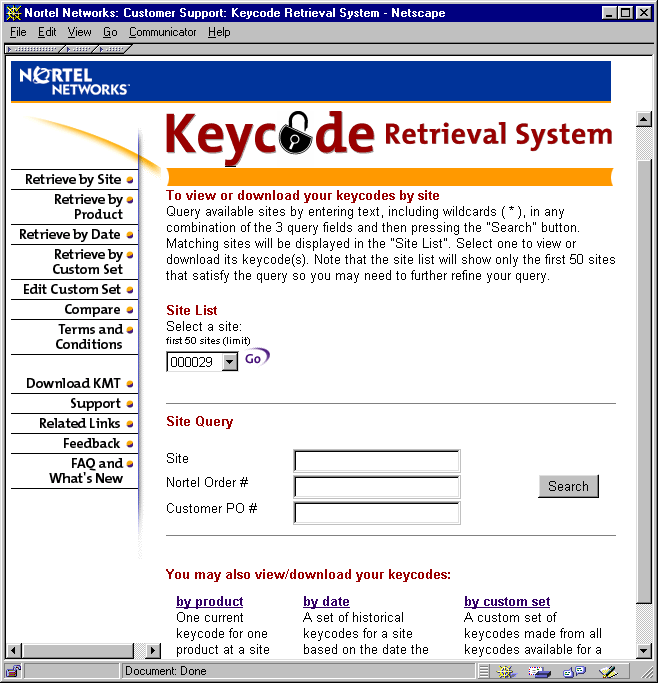 Nortel Networks: Customer Support: Keycode Retrieval System - Netscape
File Edit View Go Communicator Help
NORTEL
NETWORKS
Keycode Retrieval System
Retrieve by Site
Retrieve by
Product
Retrieve by Date
Retrieve by
Custom Set
Edit Custom Set
Compare
Terms and
Conditions
Download KMT
Support
Related Links
Feedback
FAQ and
What's New
To view or download your keycodes by site
Query available sites by entering text, including wildcards ( * ), in any
combination of the 3 query fields and then pressing the "Search" button.
Matching sites will be displayed in the "Site List". Select one to view or
download its keycode(s). Note that the site list will show only the first 50 sites
that satisfy the query so you may need to further refine your query.
Site List
Select a site:
first 50 sites (limit)
000029 Go
Site Query
Site
Nortel Order #
Search
Customer PO #
You may also view/download your keycodes:
by product
One current
keycode for one
product at a site
by date
A set of historical
keycodes for a site
based on the date the
by custom set
A custom set of
keycodes made from all
keycodes available for a
Document: Done